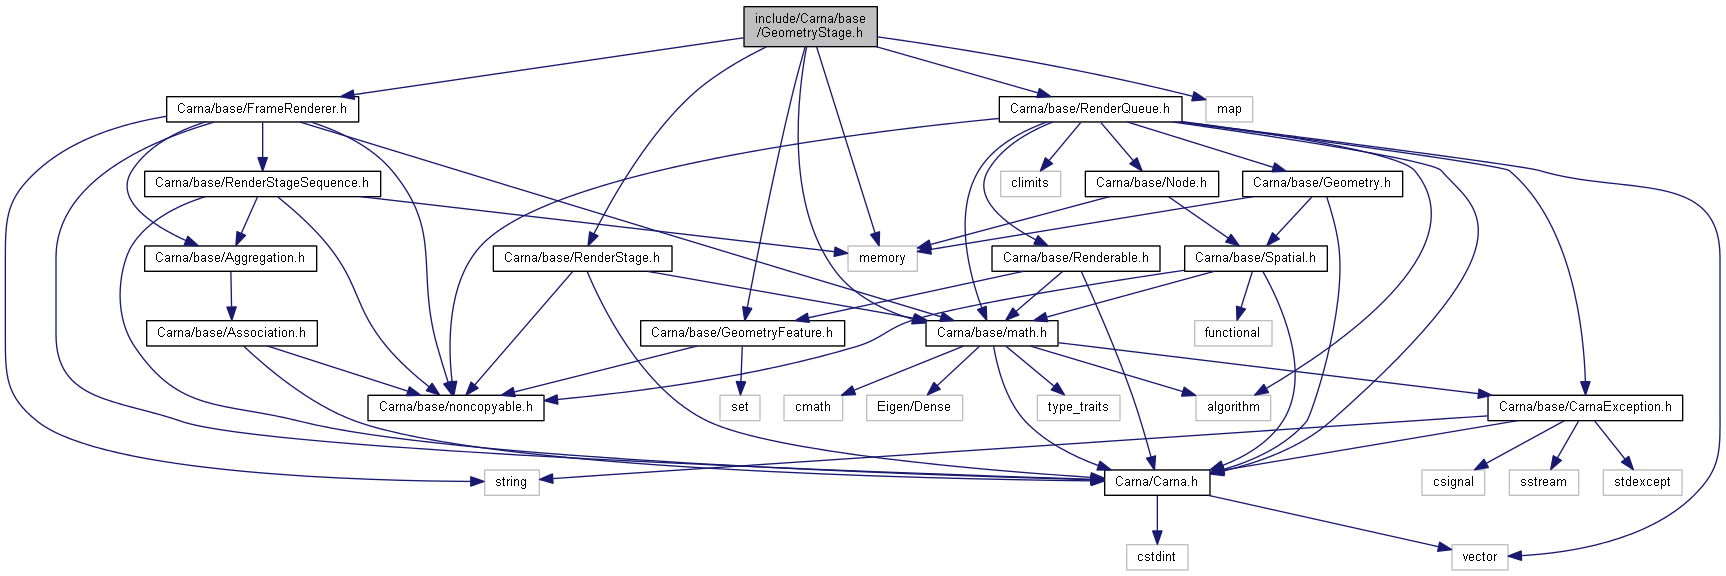 include/Carna/base
/GeometryStage.h
Carna/base/FrameRenderer.h
Carna/base/RenderQueue.h
map
Carna/base/RenderStageSequence.h
climits
Carna/base/Node.h
Carna/base/Geometry.h
Carna/base/Aggregation.h
Carna/base/RenderStage.h
memory
Carna/base/Renderable.h
Carna/base/Spatial.h
Carna/base/Association.h
Carna/base/GeometryFeature.h
Carna/base/math.h
functional
Carna/base/noncopyable.h
set
cmath
Eigen/Dense
type_traits
algorithm
Carna/base/CarnaException.h
string
Carna/Carna.h
csignal
sstream
stdexcept
cstdint
vector